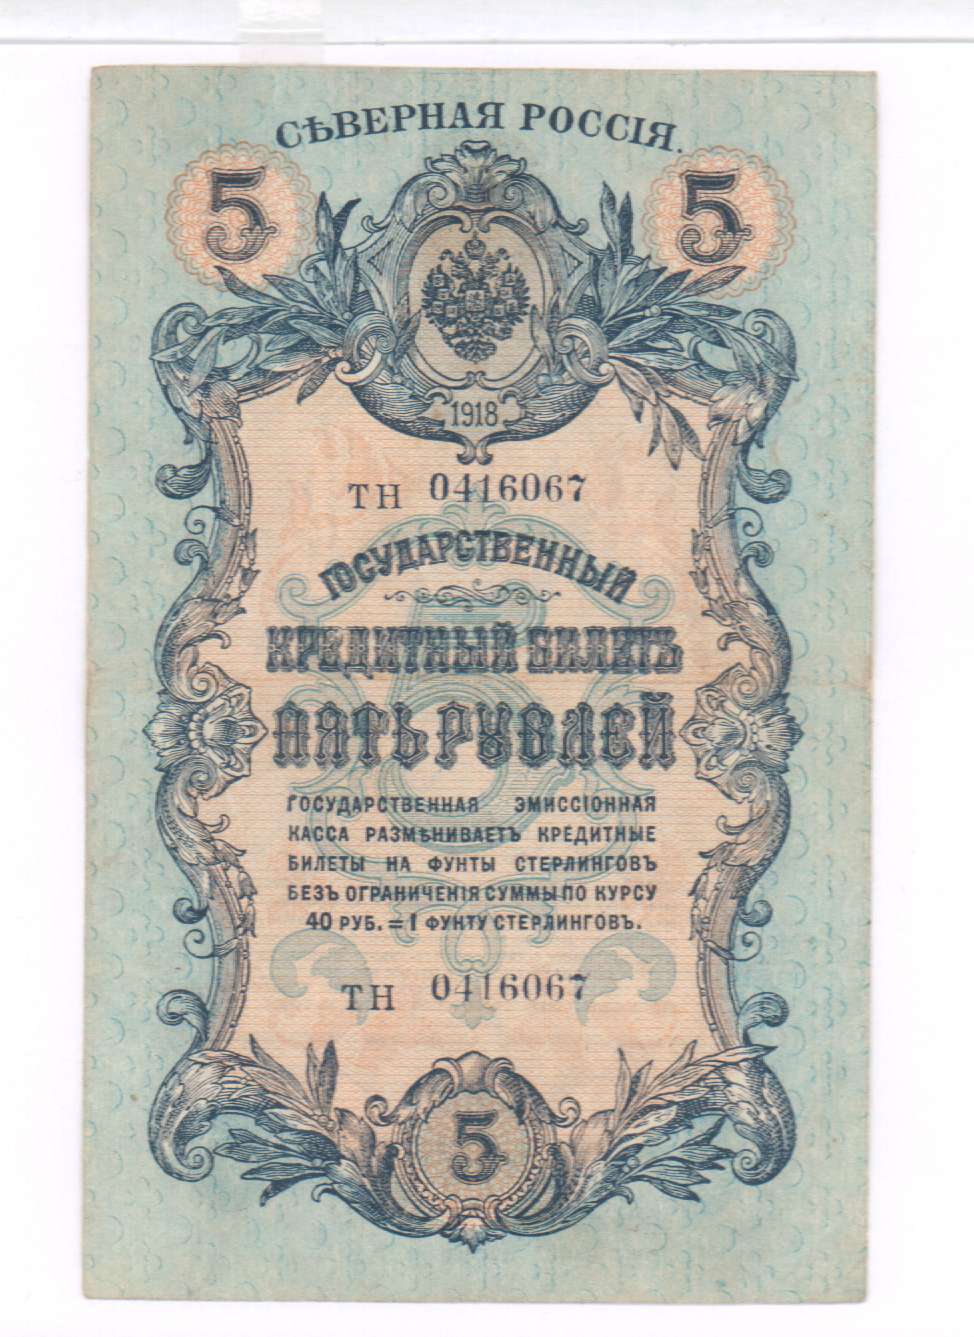 СѢВЕРНАЯ РОССІЯ.
5 5
1918
ТН 0416067
ГОСУДАРСТВЕННЫЙ
КРЕДИТНЫЙ БИЛЕТЪ
ПЯТЬ РУБЛЕЙ
ГОСУДАРСТВЕННАЯ ЭМИССІОННАЯ
КАССА РАЗМѢНИВАЕТЪ КРЕДИТНЫЕ
БИЛЕТЫ НА ФУНТЫ СТЕРЛИНГОВЪ
БЕЗЪ ОГРАНИЧЕНІЯ СУММЫ ПО КУРСУ
40 РУБ. = 1 ФУНТУ СТЕРЛИНГОВЪ.
ТН 0416067
5